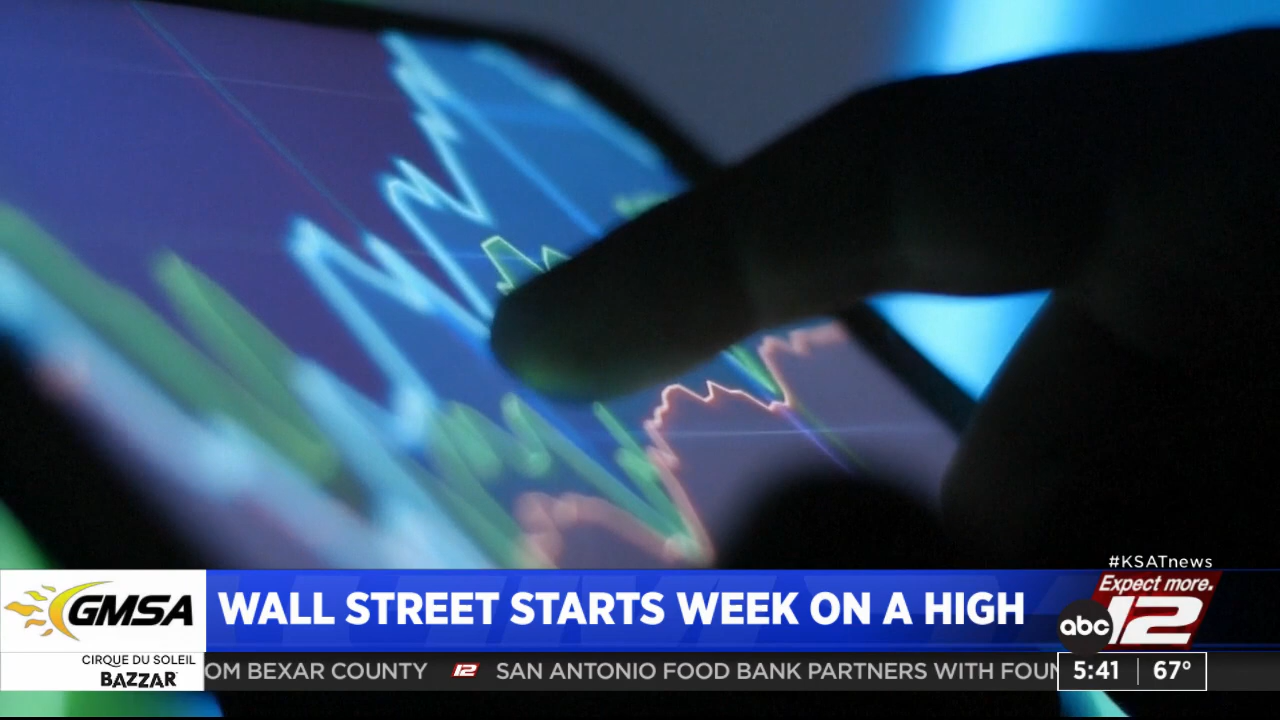 #KSATnews
Expect more.
abc 12
GMSA
WALL STREET STARTS WEEK ON A HIGH
CIRQUE DU SOLEIL
BAZZAR
OM BEXAR COUNTY 12 SAN ANTONIO FOOD BANK PARTNERS WITH FOUN
5:41 67°